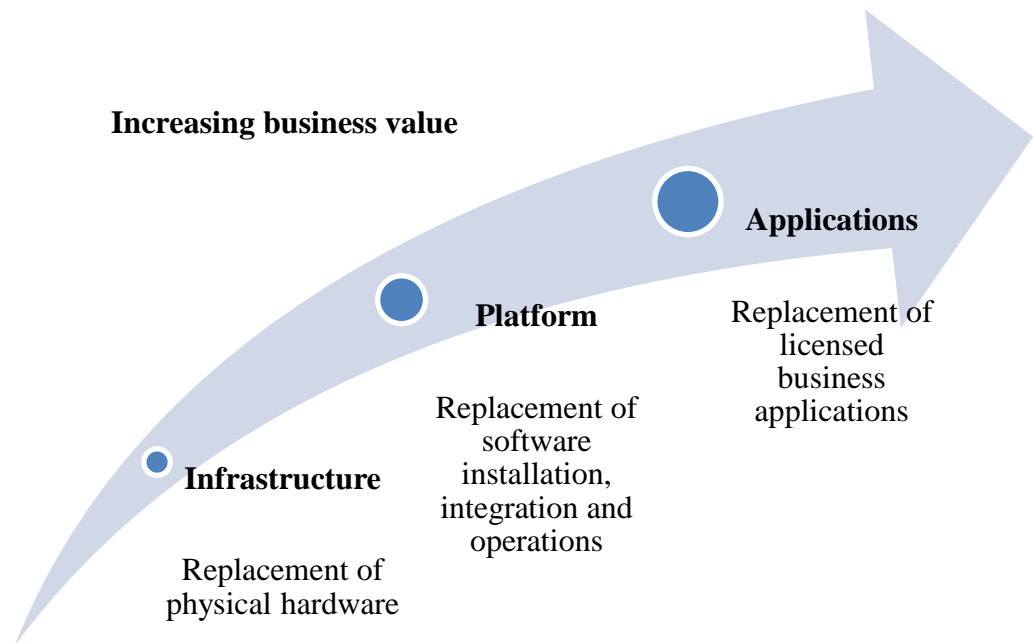 Increasing business value
Applications
Replacement of
licensed
business
applications
Platform
Replacement of
software
installation,
integration and
operations
Infrastructure
Replacement of
physical hardware